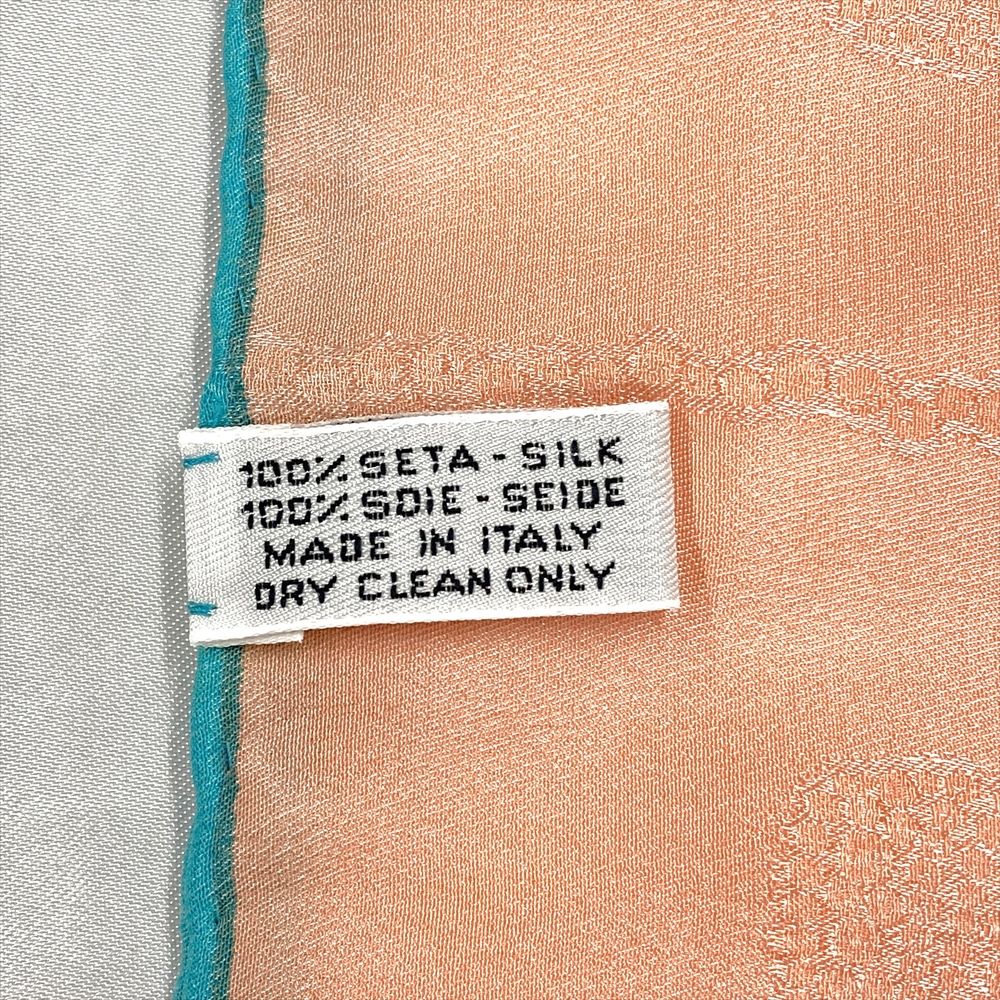 100% SETA - SILK
100% SOIE - SEIDE
MADE IN ITALY
DRY CLEAN ONLY